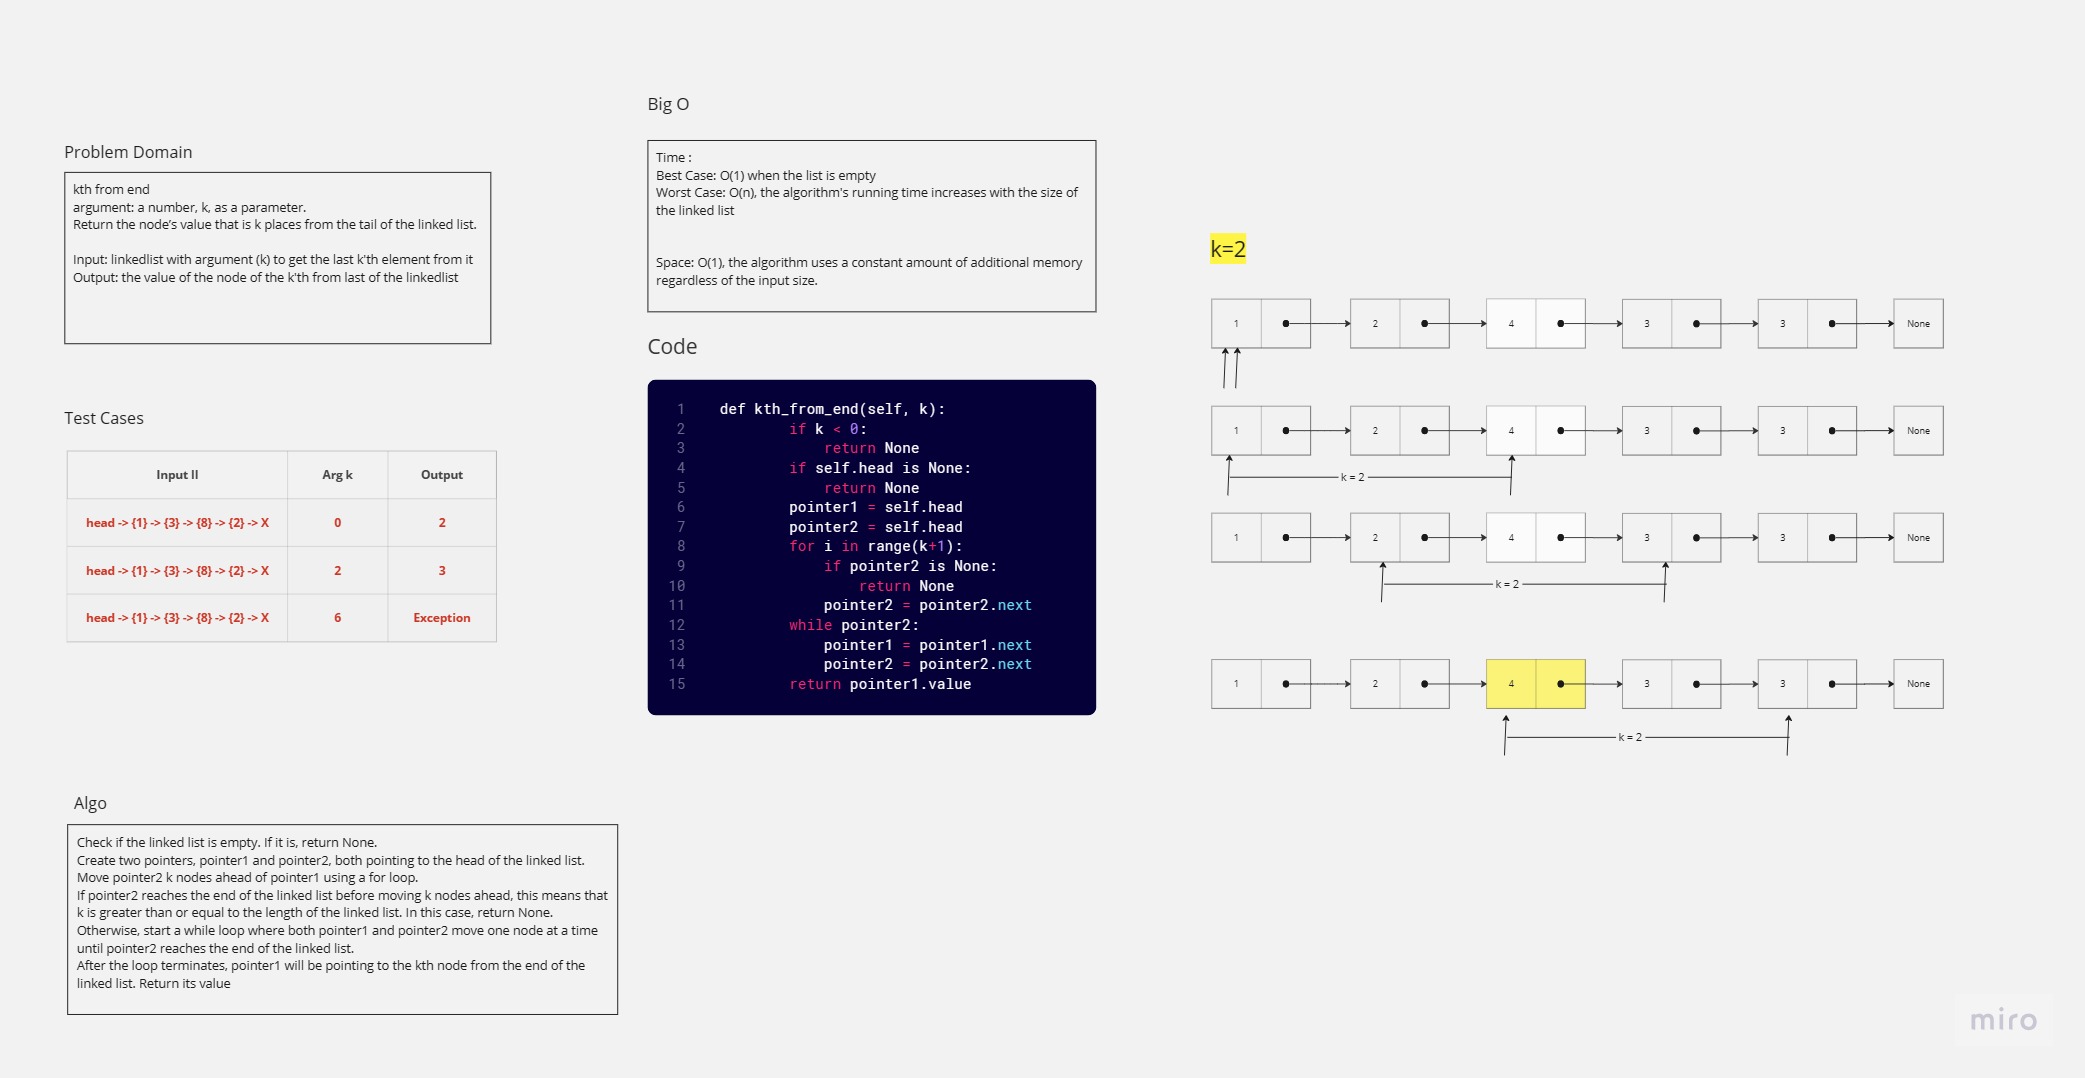 Problem Domain
kth from end
argument: a number, k, as a parameter.
Return the node’s value that is k places from the tail of the linked list.
Input: linkedlist with argument (k) to get the last k'th element from it
Output: the value of the node of the k'th from last of the linkedlist
Test Cases
Input ll Arg k Output
head -> {1} -> {3} -> {8} -> {2} -> X 0 2
head -> {1} -> {3} -> {8} -> {2} -> X 2 3
head -> {1} -> {3} -> {8} -> {2} -> X 6 Exception
Algo
Check if the linked list is empty. If it is, return None.
Create two pointers, pointer1 and pointer2, both pointing to the head of the linked list.
Move pointer2 k nodes ahead of pointer1 using a for loop.
If pointer2 reaches the end of the linked list before moving k nodes ahead, this means that
k is greater than or equal to the length of the linked list. In this case, return None.
Otherwise, start a while loop where both pointer1 and pointer2 move one node at a time
until pointer2 reaches the end of the linked list.
After the loop terminates, pointer1 will be pointing to the kth node from the end of the
linked list. Return its value
Big O
Time :
Best Case: O(1) when the list is empty
Worst Case: O(n), the algorithm's running time increases with the size of
the linked list
Space: O(1), the algorithm uses a constant amount of additional memory
regardless of the input size.
Code
1 def kth_from_end(self, k):
2 if k < 0:
3 return None
4 if self.head is None:
5 return None
6 pointer1 = self.head
7 pointer2 = self.head
8 for i in range(k+1):
9 if pointer2 is None:
10 return None
11 pointer2 = pointer2.next
12 while pointer2:
13 pointer1 = pointer1.next
14 pointer2 = pointer2.next
15 return pointer1.value
k=2
1 2 4 3 3 None
1 2 4 3 3 None
k = 2
1 2 4 3 3 None
k = 2
1 2 4 3 3 None
k = 2
miro